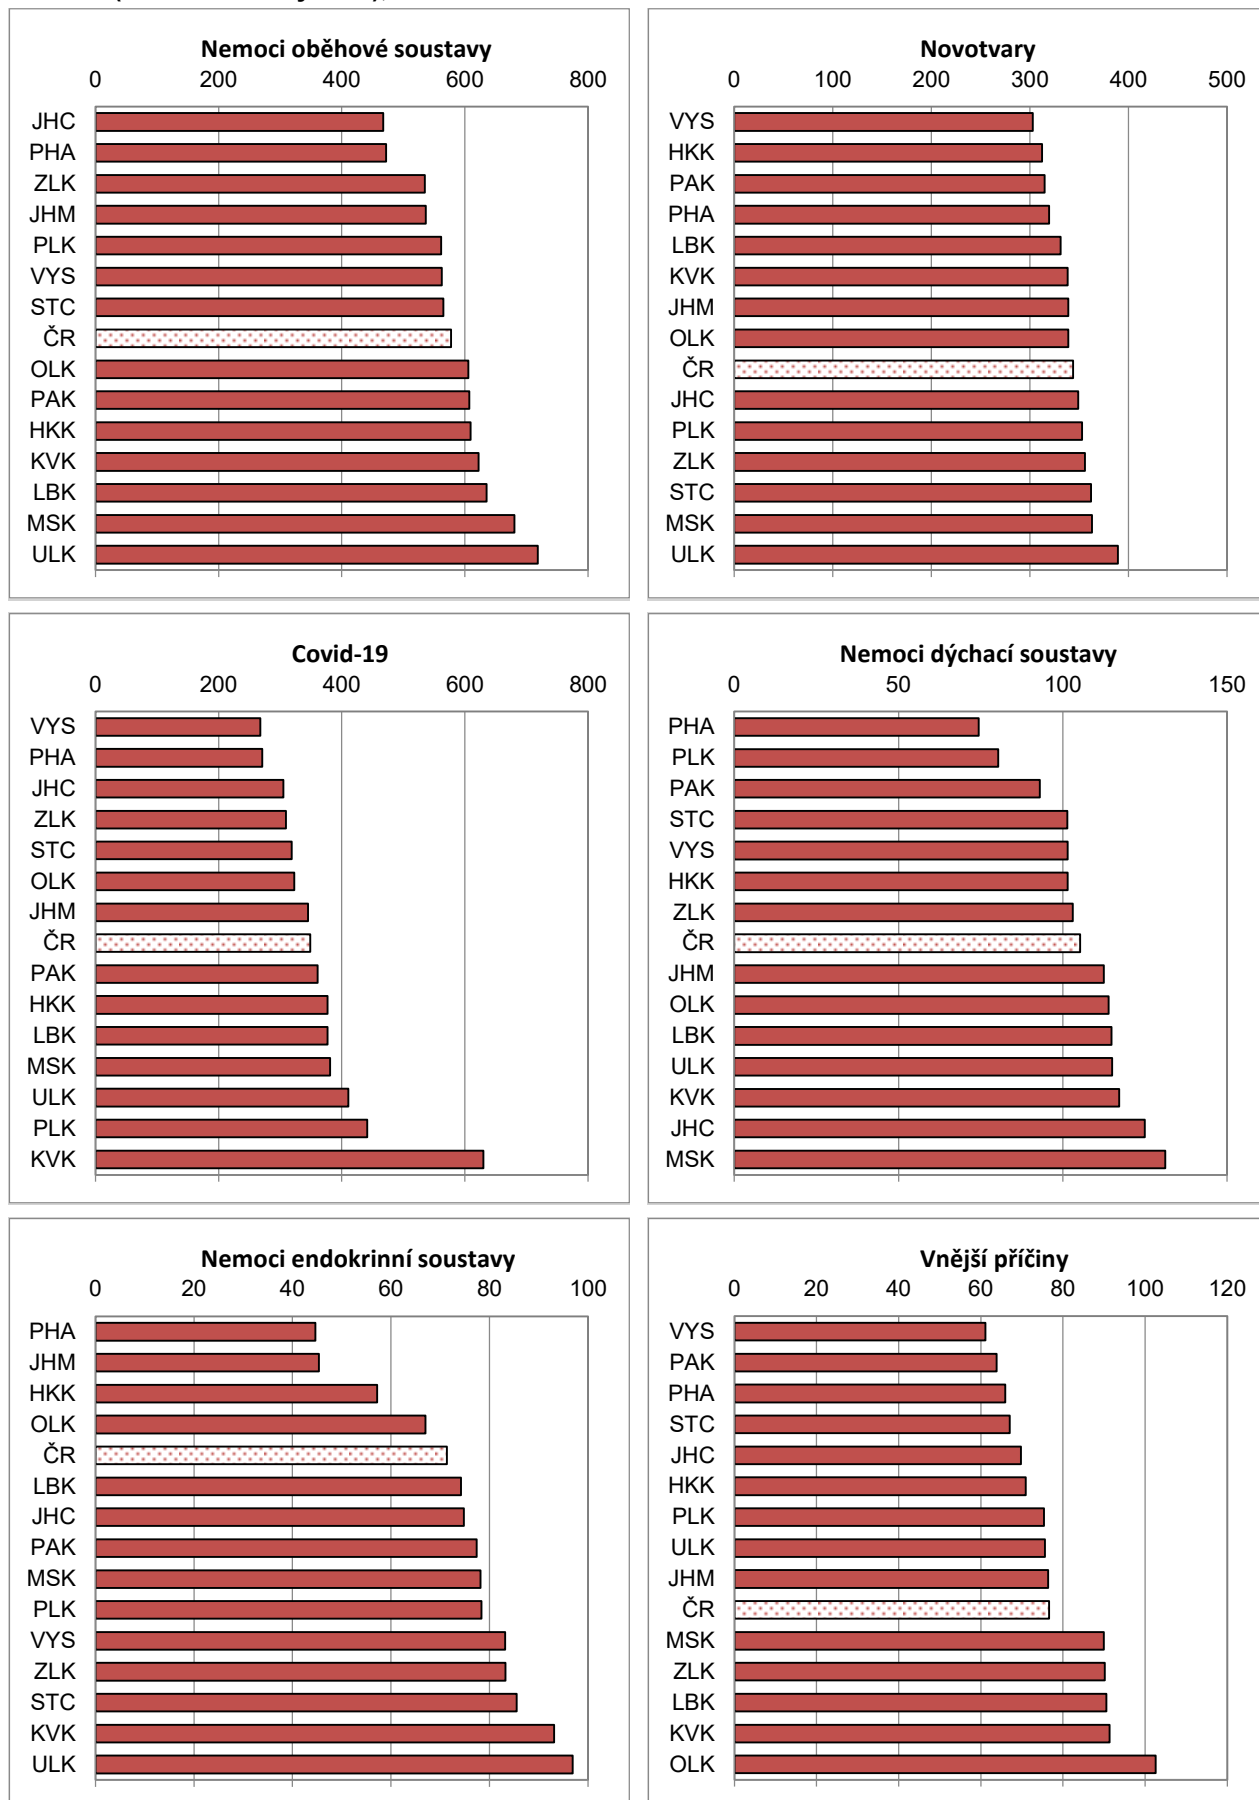 Nemoci oběhové soustavy
0 200 400 600 800
JHC
PHA
ZLK
JHM
PLK
VYS
STC
ČR
OLK
PAK
HKK
KVK
LBK
MSK
ULK
Novotvary
0 100 200 300 400 500
VYS
HKK
PAK
PHA
LBK
KVK
JHM
OLK
ČR
JHC
PLK
ZLK
STC
MSK
ULK
Covid-19
0 200 400 600 800
VYS
PHA
JHC
ZLK
STC
OLK
JHM
ČR
PAK
HKK
LBK
MSK
ULK
PLK
KVK
Nemoci dýchací soustavy
0 50 100 150
PHA
PLK
PAK
STC
VYS
HKK
ZLK
ČR
JHM
OLK
LBK
ULK
KVK
JHC
MSK
Nemoci endokrinní soustavy
0 20 40 60 80 100
PHA
JHM
HKK
OLK
ČR
LBK
JHC
PAK
MSK
PLK
VYS
ZLK
STC
KVK
ULK
Vnější příčiny
0 20 40 60 80 100 120
VYS
PAK
PHA
STC
JHC
HKK
PLK
ULK
JHM
ČR
MSK
ZLK
LBK
KVK
OLK